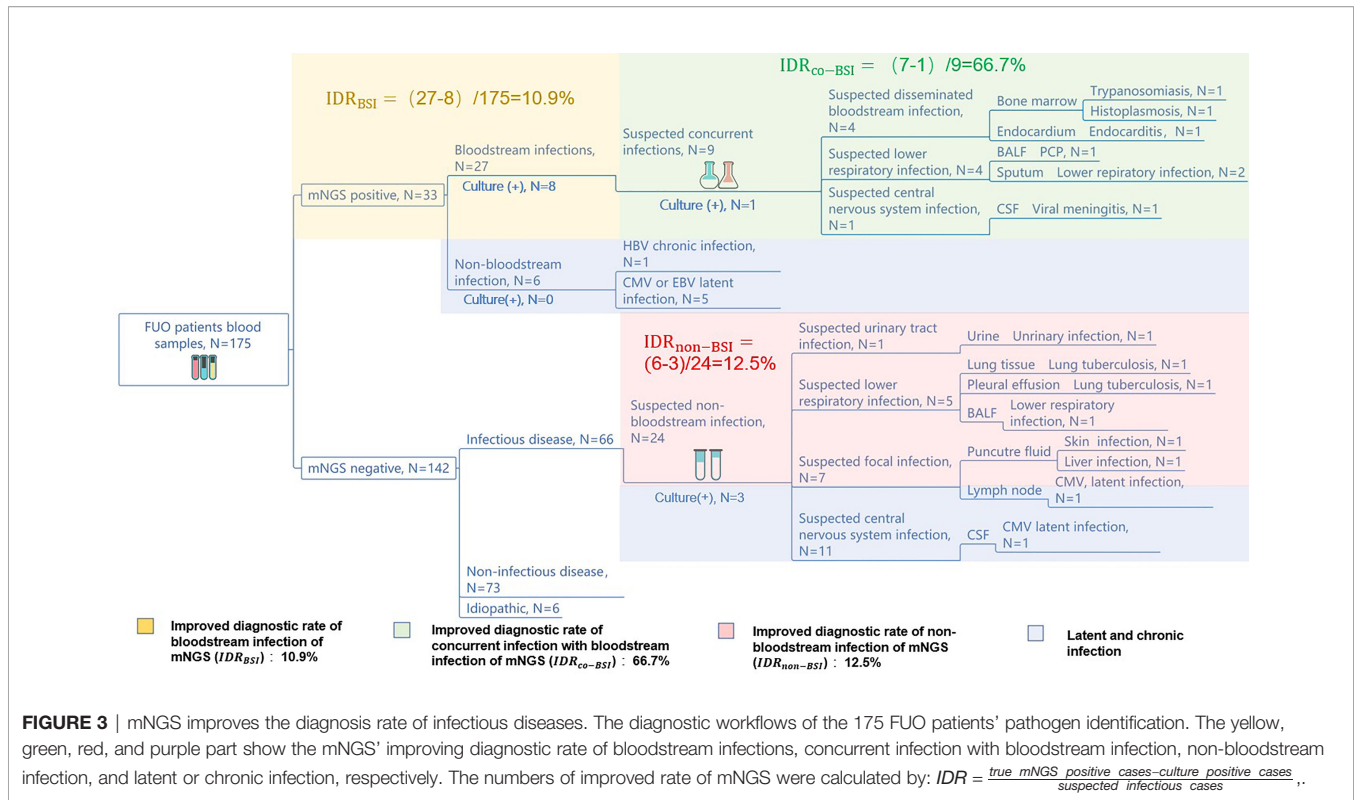 IDR_co−BSI = (7-1) /9=66.7%
IDR_BSI = (27-8) /175=10.9%
Suspected disseminated
bloodstream infection,
N=4
Bone marrow
Trypanosomiasis, N=1
Histoplasmosis, N=1
Endocardium Endocarditis, N=1
Suspected concurrent
infections, N=9
Culture (+), N=1
Bloodstream infections,
N=27
Culture (+), N=8
Suspected lower
respiratory infection, N=4
BALF PCP, N=1
Sputum Lower repiratory infection, N=2
mNGS positive, N=33
Suspected central
nervous system infection,
N=1
CSF Viral meningitis, N=1
Non-bloodstream
infection, N=6
Culture(+), N=0
HBV chronic infection,
N=1
CMV or EBV latent
infection, N=5
FUO patients blood
samples, N=175
IDR_non−BSI =
(6-3)/24=12.5%
Suspected urinary tract
infection, N=1
Urine Unrinary infection, N=1
Suspected lower
respiratory infection, N=5
Lung tissue Lung tuberculosis, N=1
Pleural effusion Lung tuberculosis, N=1
BALF
Lower respiratory
infection, N=1
Suspected non-
bloodstream infection,
N=24
Culture(+), N=3
Infectious disease, N=66
mNGS negative, N=142
Suspected focal infection,
N=7
Puncutre fluid
Skin infection, N=1
Liver infection, N=1
Lymph node
CMV, latent infection,
N=1
Suspected central
nervous system infection,
N=11
CSF
CMV latent infection,
N=1
Non-infectious disease,
N=73
Idiopathic, N=6
Improved diagnostic rate of
bloodstream infection of
mNGS (IDR_BSI) : 10.9%
Improved diagnostic rate of
concurrent infection with bloodstream
infection of mNGS (IDR_co−BSI) : 66.7%
Improved diagnostic rate of non-
bloodstream infection of mNGS
(IDR_non−BSI) : 12.5%
Latent and chronic
infection
FIGURE 3 | mNGS improves the diagnosis rate of infectious diseases. The diagnostic workflows of the 175 FUO patients' pathogen identification. The yellow,
green, red, and purple part show the mNGS' improving diagnostic rate of bloodstream infections, concurrent infection with bloodstream infection, non-bloodstream
infection, and latent or chronic infection, respectively. The numbers of improved rate of mNGS were calculated by: IDR = true mNGS positive cases−culture positive cases / suspected infectious cases ,.